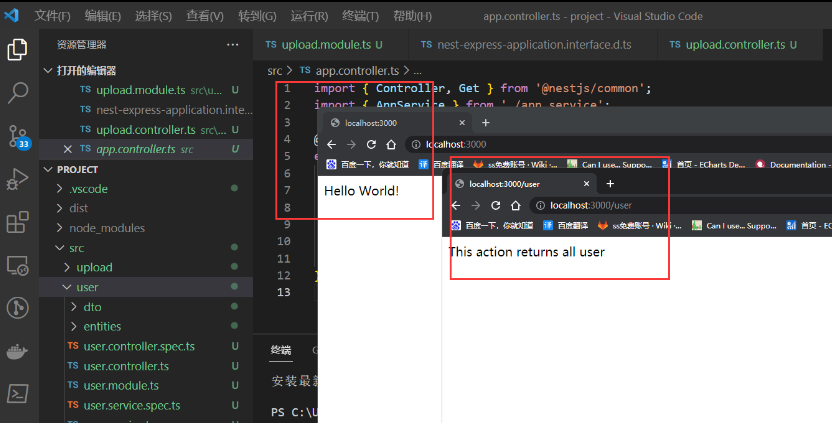 文件(F) 编辑(E) 选择(S) 查看(V) 转到(G) 运行(R) 终端(T) 帮助(H) app.controller.ts - project - Visual Studio Code
资源管理器 ···
TS upload.module.ts U
TS nest-express-application.interface.d.ts
TS upload.controller.ts U
打开的编辑器
TS upload.module.ts src\u... U
TS nest-express-application.inte...
TS upload.controller.ts src\... U
TS app.controller.ts src U
33
PROJECT
.vscode
dist
node_modules
src
upload
user
dto
entities
TS user.controller.spec.ts U
TS user.controller.ts U
TS user.module.ts U
TS user.service.spec.ts U
src > TS app.controller.ts > ...
1 import { Controller, Get } from '@nestjs/common';
2 import { AppService } from './app.service';
3
4 @
5 e
6
7
8
9
10
11
12 }
13
终端
安装最新
PS C:\U
localhost:3000
localhost:3000
百度一下，你就知道 百度翻译 ss免费账号 · Wiki ·... Can I use... Suppo... 首页 - ECharts De... Documentation -
Hello World!
localhost:3000/user
localhost:3000/user
百度一下，你就知道 百度翻译 ss免费账号 · Wiki ·... Can I use... Suppo... 首页 - ECharts
This action returns all user